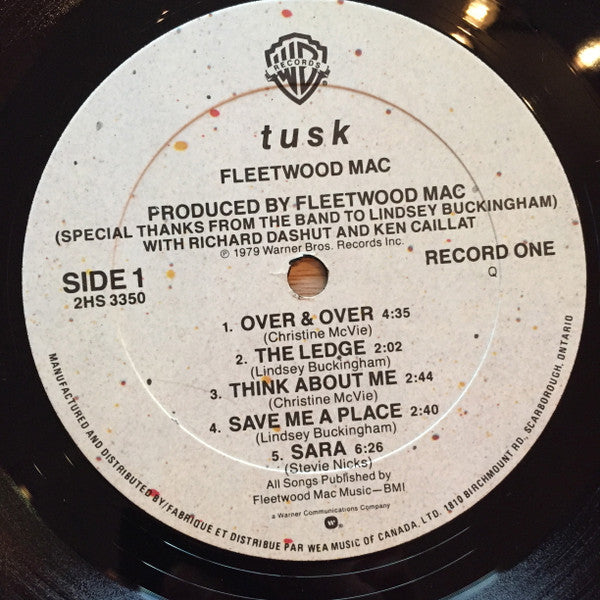 WB
RECORDS
tusk
FLEETWOOD MAC
PRODUCED BY FLEETWOOD MAC
(SPECIAL THANKS FROM THE BAND TO LINDSEY BUCKINGHAM)
WITH RICHARD DASHUT AND KEN CAILLAT
℗ 1979 Warner Bros. Records Inc.
SIDE 1
2HS 3350
RECORD ONE
Q
1. OVER & OVER 4:35
(Christine McVie)
2. THE LEDGE 2:02
(Lindsey Buckingham)
3. THINK ABOUT ME 2:44
(Christine McVie)
4. SAVE ME A PLACE 2:40
(Lindsey Buckingham)
5. SARA 6:26
(Stevie Nicks)
All Songs Published by
Fleetwood Mac Music—BMI
a Warner Communications Company
MANUFACTURED AND DISTRIBUTED BY/FABRIQUE ET DISTRIBUE PAR WEA MUSIC OF CANADA, LTD. 1810 BIRCHMOUNT RD, SCARBOROUGH, ONTARIO